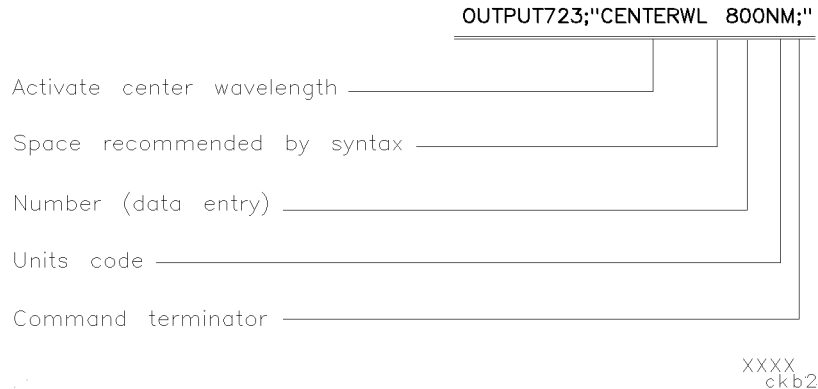 OUTPUT723;"CENTERWL 800NM;"
Activate center wavelength
Space recommended by syntax
Number (data entry)
Units code
Command terminator
XXXX
ckb2